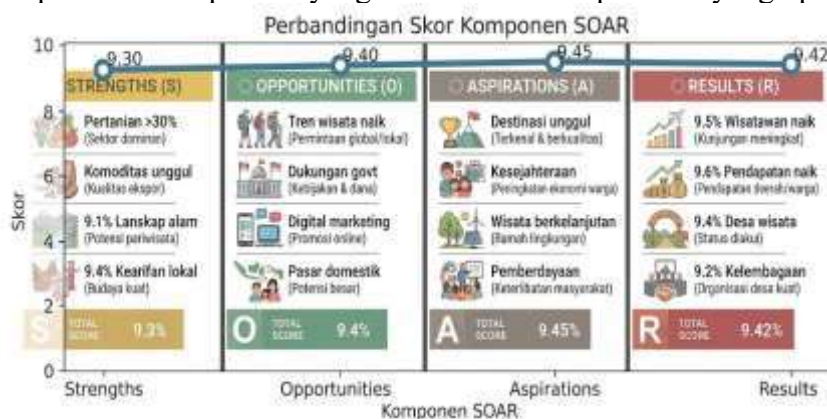 Perbandingan Skor Komponen SOAR
10
8
6
4
2
0
Skor
9.30
9.40
9.45
9.42
STRENGTHS (S)
Pertanian >30%
(Sektor dominan)
Komoditas unggul
(Kualitas ekspor)
9.1% Lanskap alam
(Potensi pariwisata)
9.4% Kearifan lokal
(Budaya kuat)
S TOTAL SCORE 9.3%
OPPORTUNITIES (O)
Tren wisata naik
(Permintaan global/lokal)
Dukungan govt
(Kebijakan & dana)
Digital marketing
(Promosi online)
Pasar domestik
(Potensi besar)
O TOTAL SCORE 9.4%
ASPIRATIONS (A)
Destinasi unggul
(Terkenal & berkualitas)
Kesejahteraan
(Peningkatan ekonomi warga)
Wisata berkelanjutan
(Ramah lingkungan)
Pemberdayaan
(Keterlibatan masyarakat)
A TOTAL SCORE 9.45%
RESULTS (R)
9.5% Wisatawan naik
(Kunjungan meningkat)
9.6% Pendapatan naik
(Pendapatan daerah/warga)
9.4% Desa wisata
(Status diakui)
9.2% Kelembagaan
(Organisasi desa kuat)
R TOTAL SCORE 9.42%
Strengths
Opportunities
Aspirations
Results
Komponen SOAR